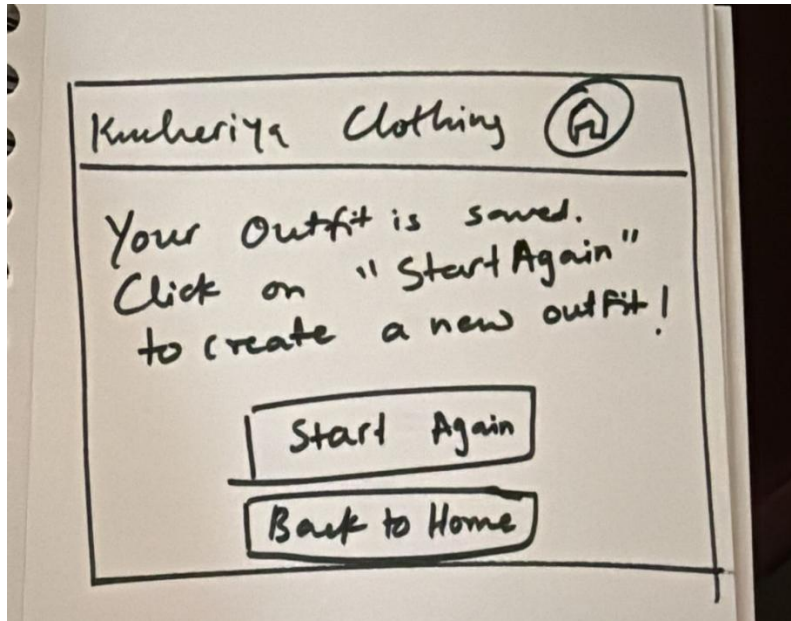 Kucheriya Clothing
Your Outfit is saved.
Click on "Start Again"
to create a new outfit!
Start Again
Back to Home